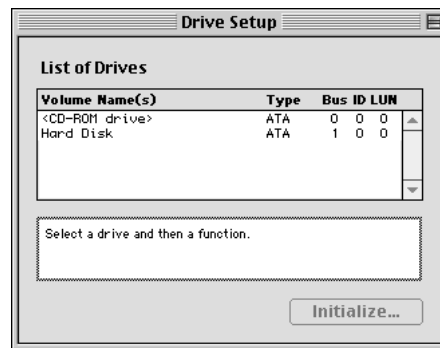 Drive Setup
List of Drives
Volume Name(s) Type Bus ID LUN
<CD-ROM drive> ATA 0 0 0
Hard Disk ATA 1 0 0
Select a drive and then a function.
Initialize...